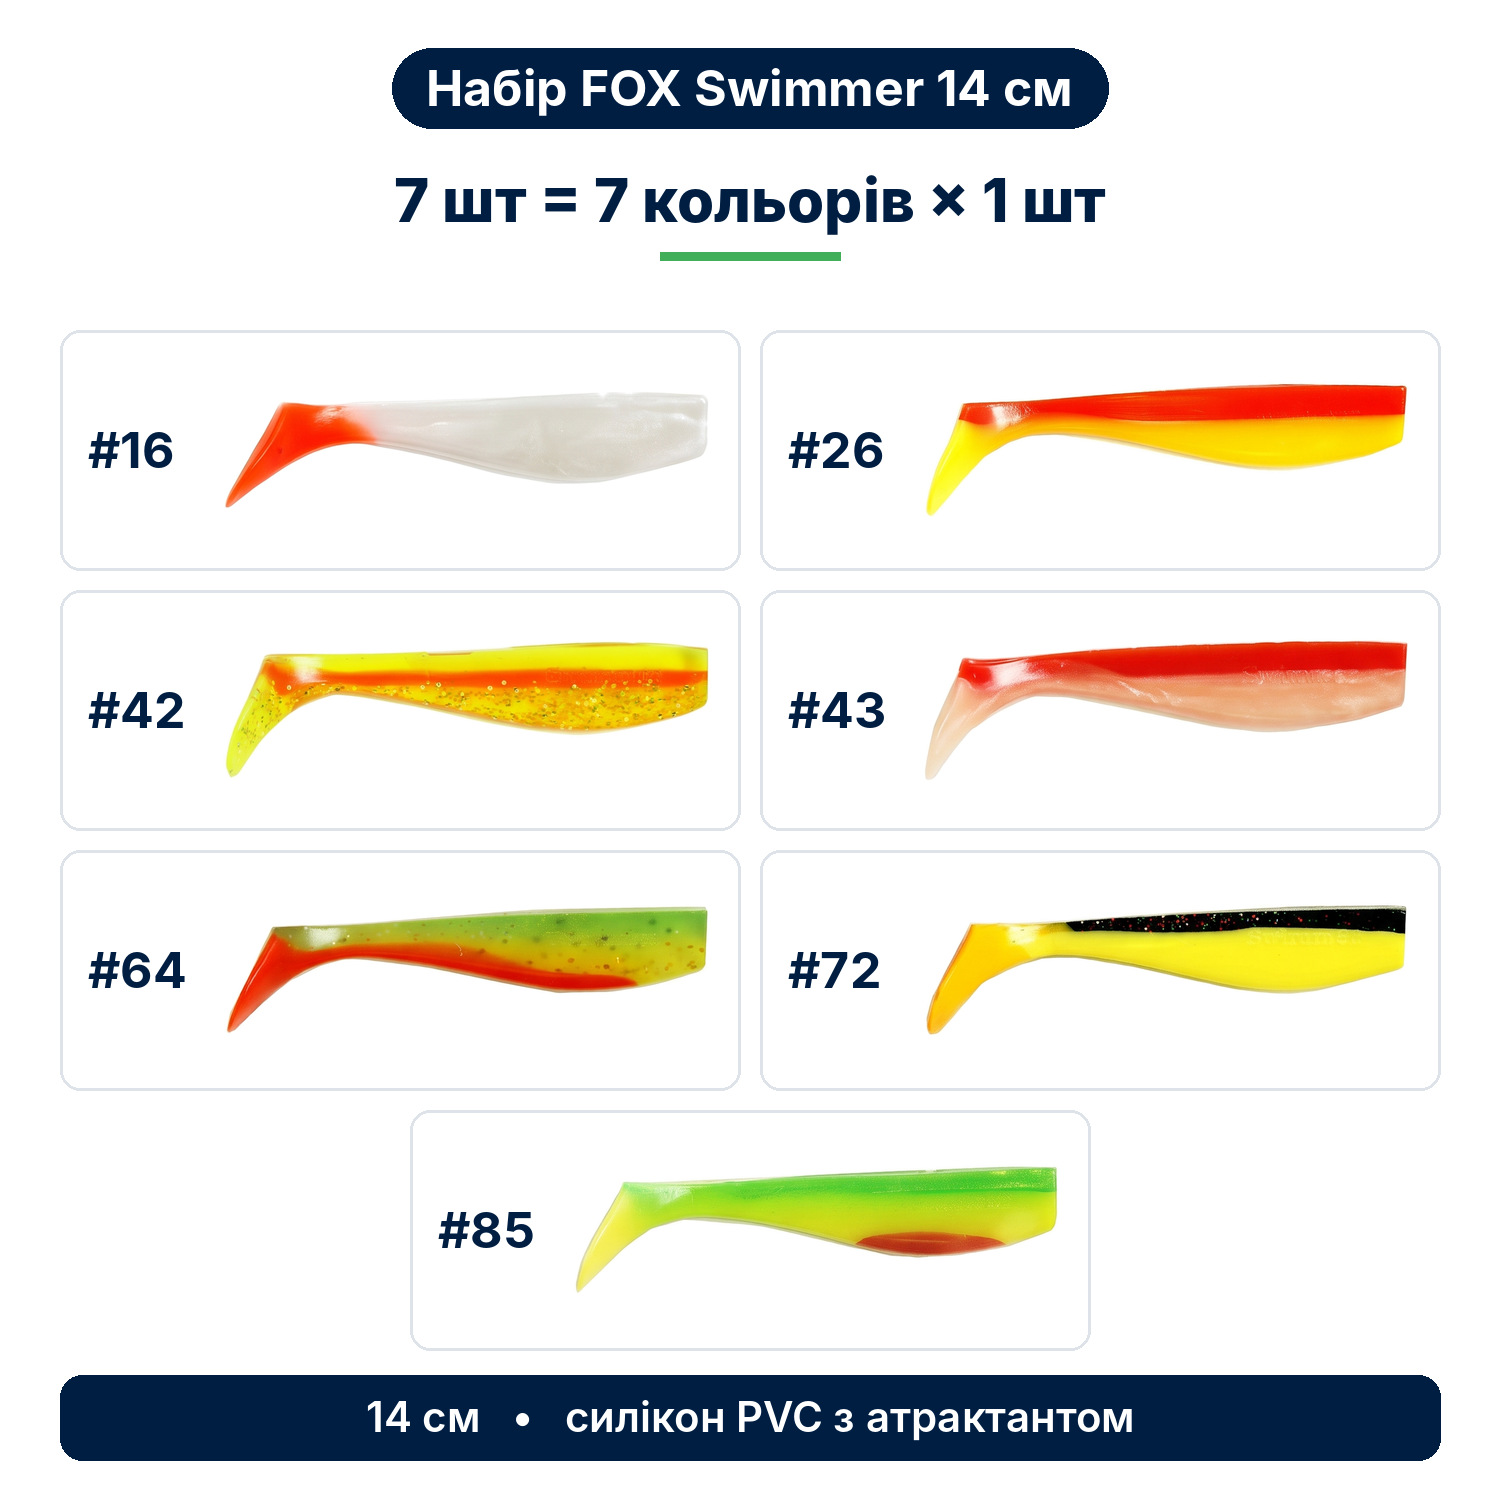 Набір FOX Swimmer 14 см
7 шт = 7 кольорів × 1 шт
#16
#26
#42
#43
#64
#72
#85
14 см • силікон PVC з атрактантом